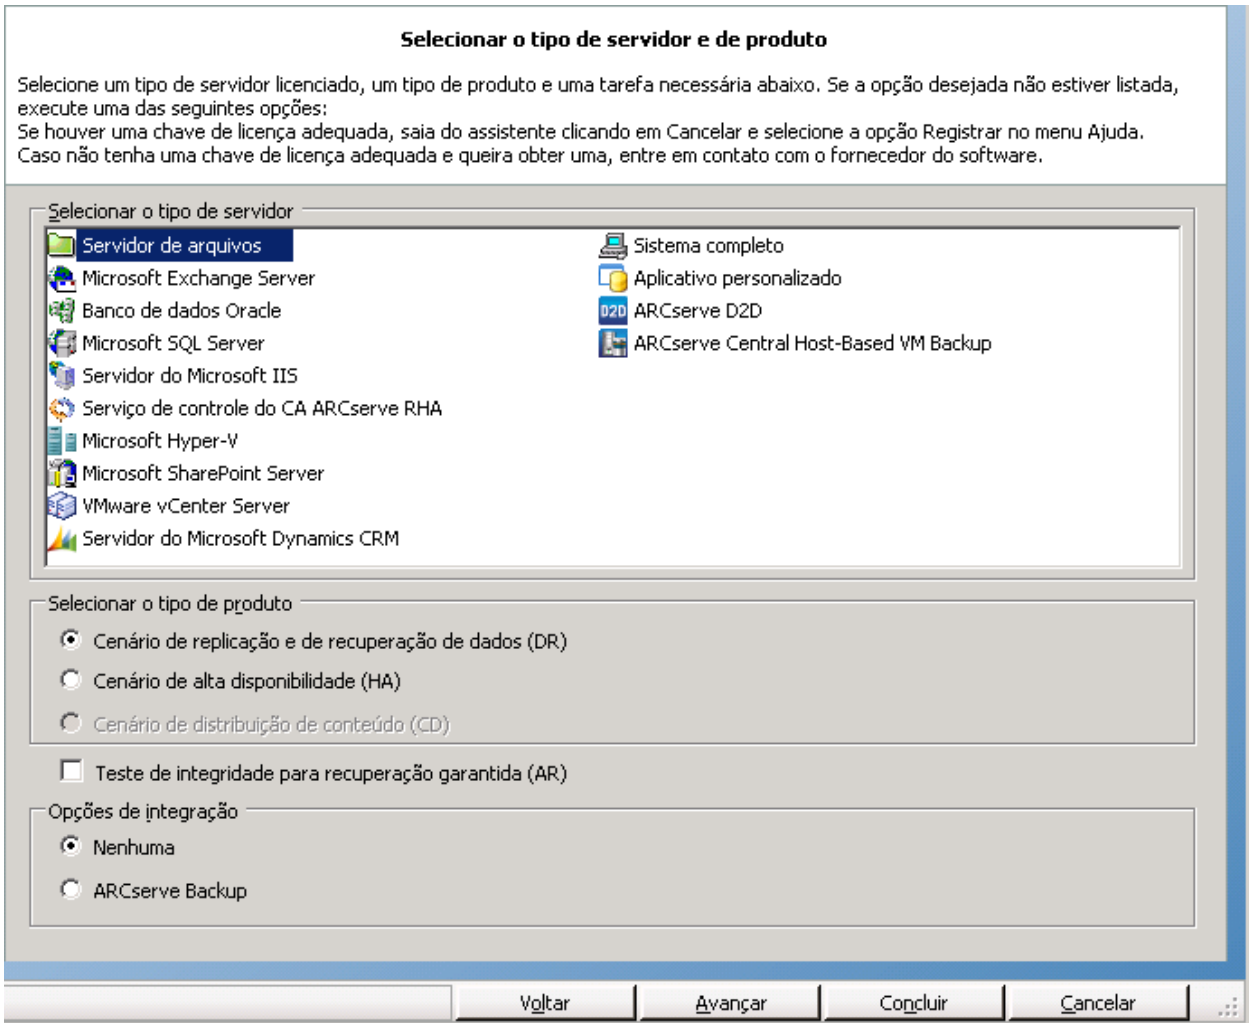 Selecionar o tipo de servidor e de produto
Selecione um tipo de servidor licenciado, um tipo de produto e uma tarefa necessária abaixo. Se a opção desejada não estiver listada,
execute uma das seguintes opções:
Se houver uma chave de licença adequada, saia do assistente clicando em Cancelar e selecione a opção Registrar no menu Ajuda.
Caso não tenha uma chave de licença adequada e queira obter uma, entre em contato com o fornecedor do software.
Selecionar o tipo de servidor
Servidor de arquivos
Microsoft Exchange Server
Banco de dados Oracle
Microsoft SQL Server
Servidor do Microsoft IIS
Serviço de controle do CA ARCserve RHA
Microsoft Hyper-V
Microsoft SharePoint Server
VMware vCenter Server
Servidor do Microsoft Dynamics CRM
Sistema completo
Aplicativo personalizado
D2D ARCserve D2D
ARCserve Central Host-Based VM Backup
Selecionar o tipo de produto
Cenário de replicação e de recuperação de dados (DR)
Cenário de alta disponibilidade (HA)
Cenário de distribuição de conteúdo (CD)
Teste de integridade para recuperação garantida (AR)
Opções de integração
Nenhuma
ARCserve Backup
Voltar
Avançar
Concluir
Cancelar